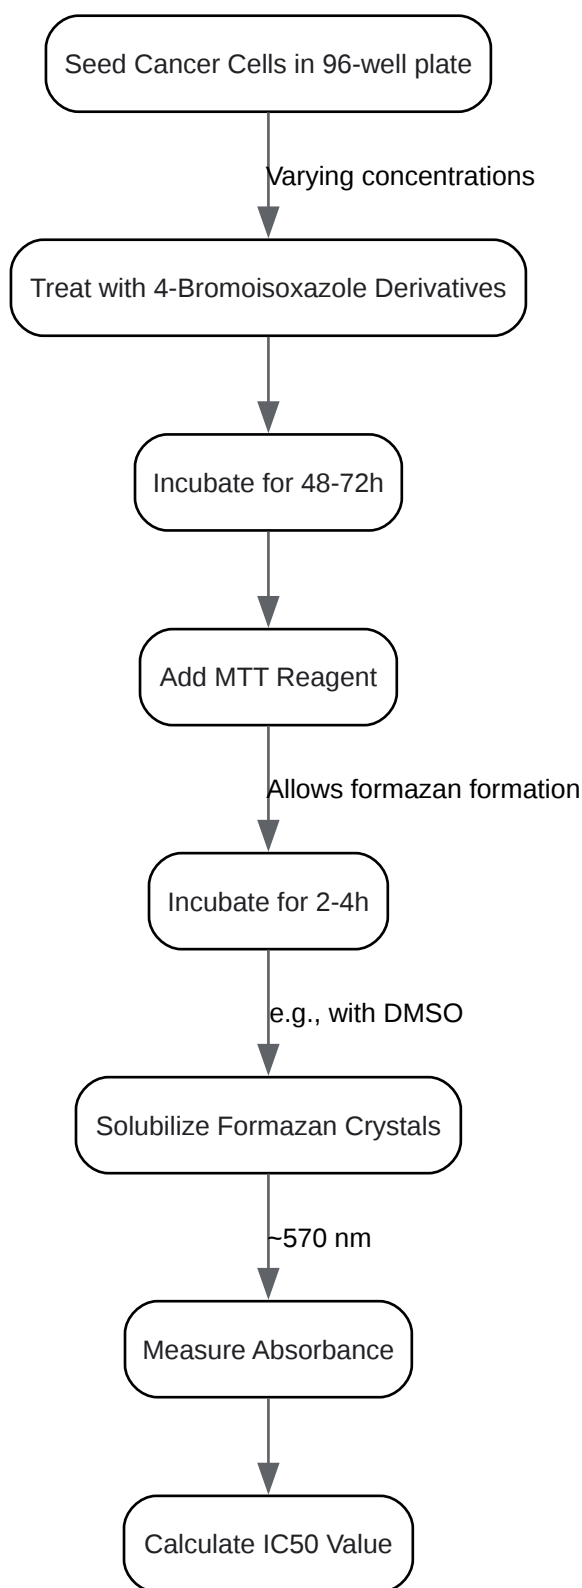 Seed Cancer Cells in 96-well plate
Varying concentrations
Treat with 4-Bromoisoxazole Derivatives
Incubate for 48-72h
Add MTT Reagent
Allows formazan formation
Incubate for 2-4h
e.g., with DMSO
Solubilize Formazan Crystals
~570 nm
Measure Absorbance
Calculate IC50 Value